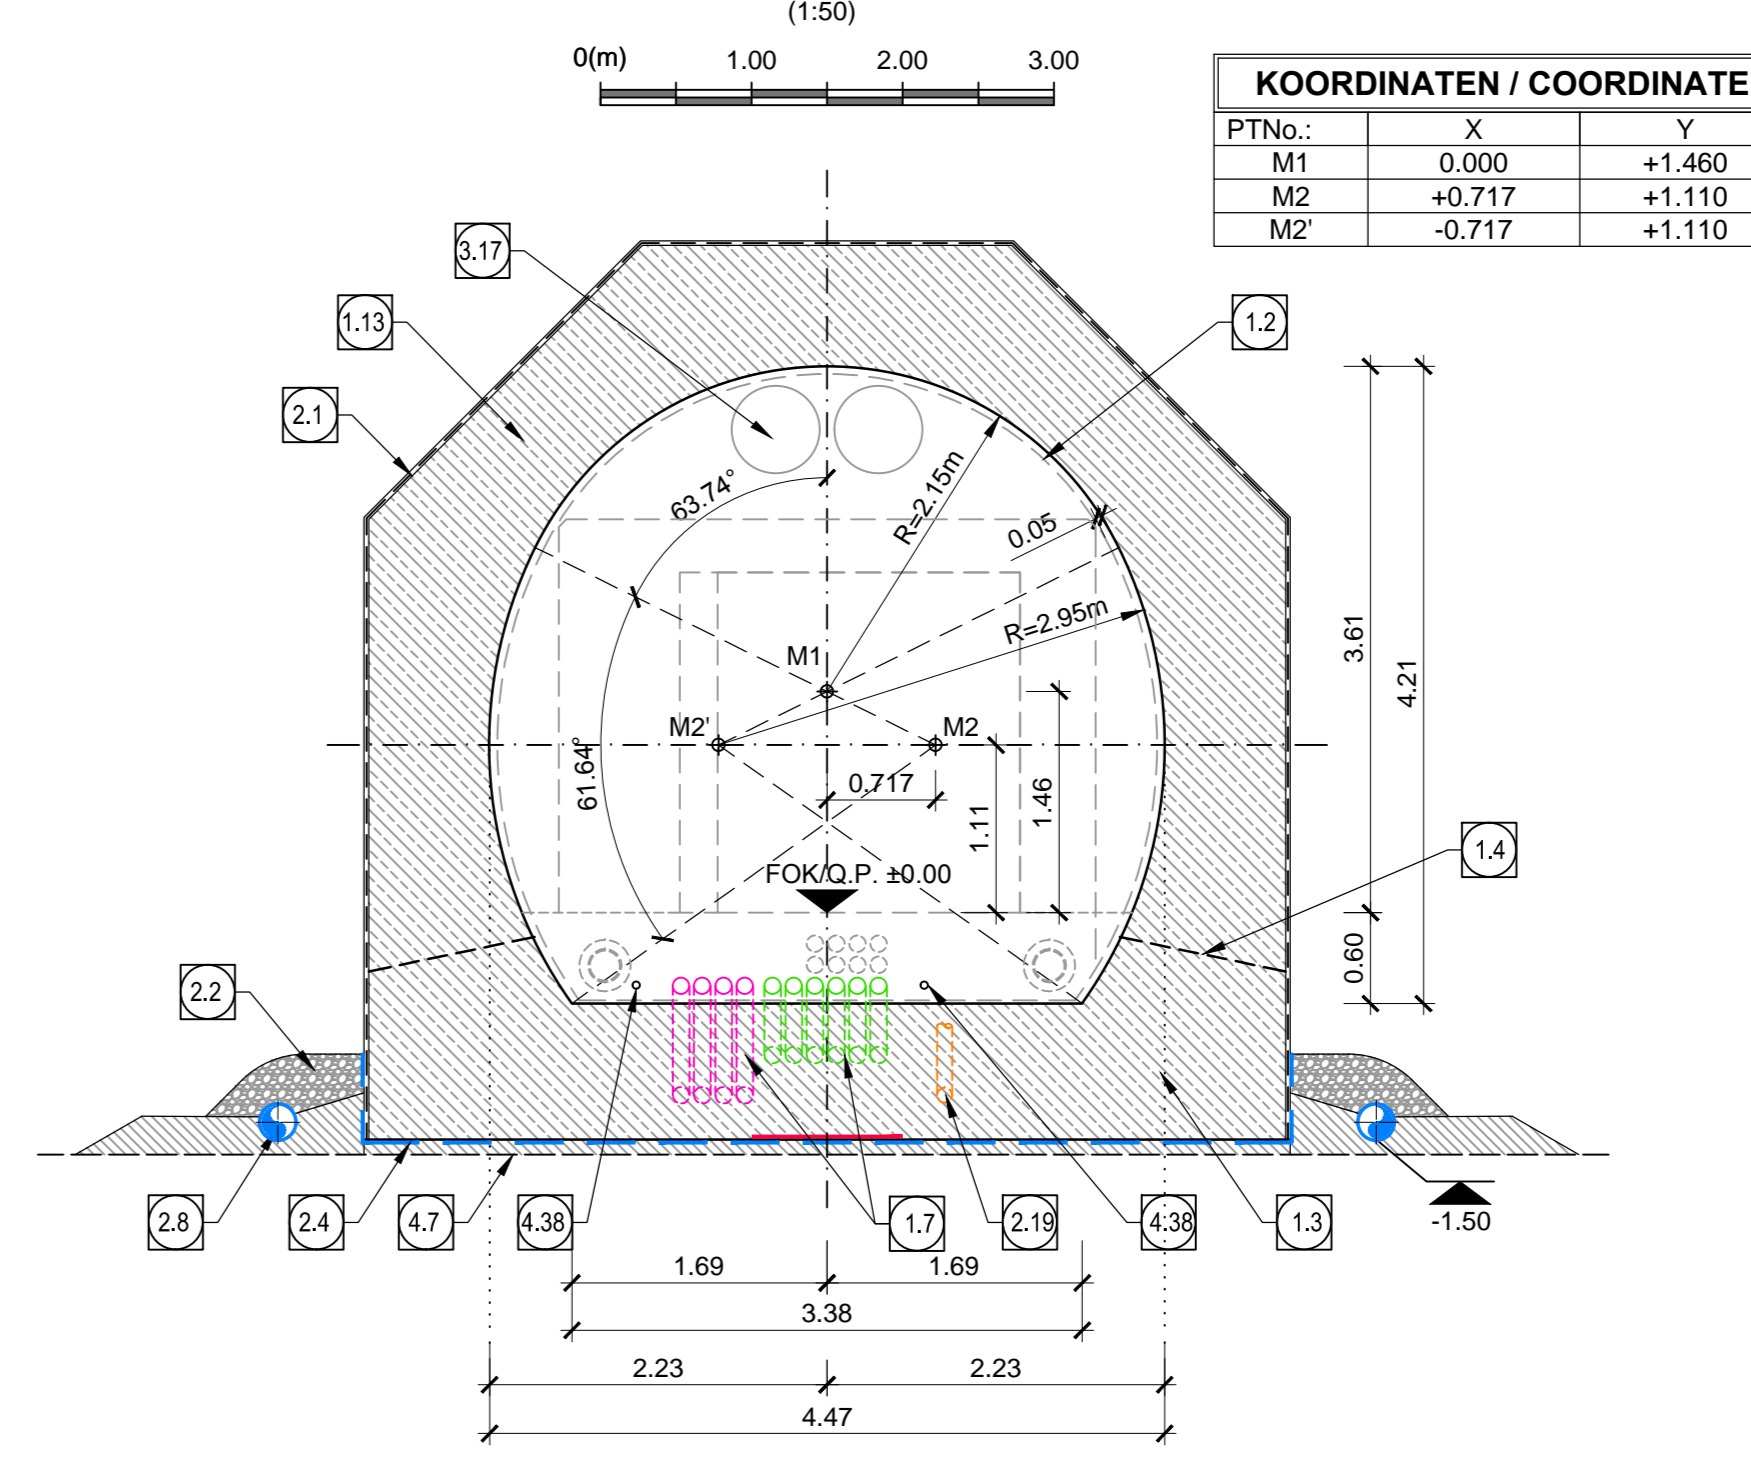 (1:50)
0(m) 1.00 2.00 3.00
KOORDINATEN / COORDINATE
PTNo.: X Y
M1 0.000 +1.460
M2 +0.717 +1.110
M2' -0.717 +1.110
3.17
1.13
1.2
2.1
63.74°
R=2.15m
0.05
R=2.95m
M1
3.61
4.21
M2'
M2
61.64°
0.717
1.11
1.46
FOK/Q.P. ±0.00
1.4
0.60
2.2
2.8
2.4
4.7
4.38
1.7
2.19
4.38
1.3
-1.50
1.69 1.69
3.38
2.23 2.23
4.47